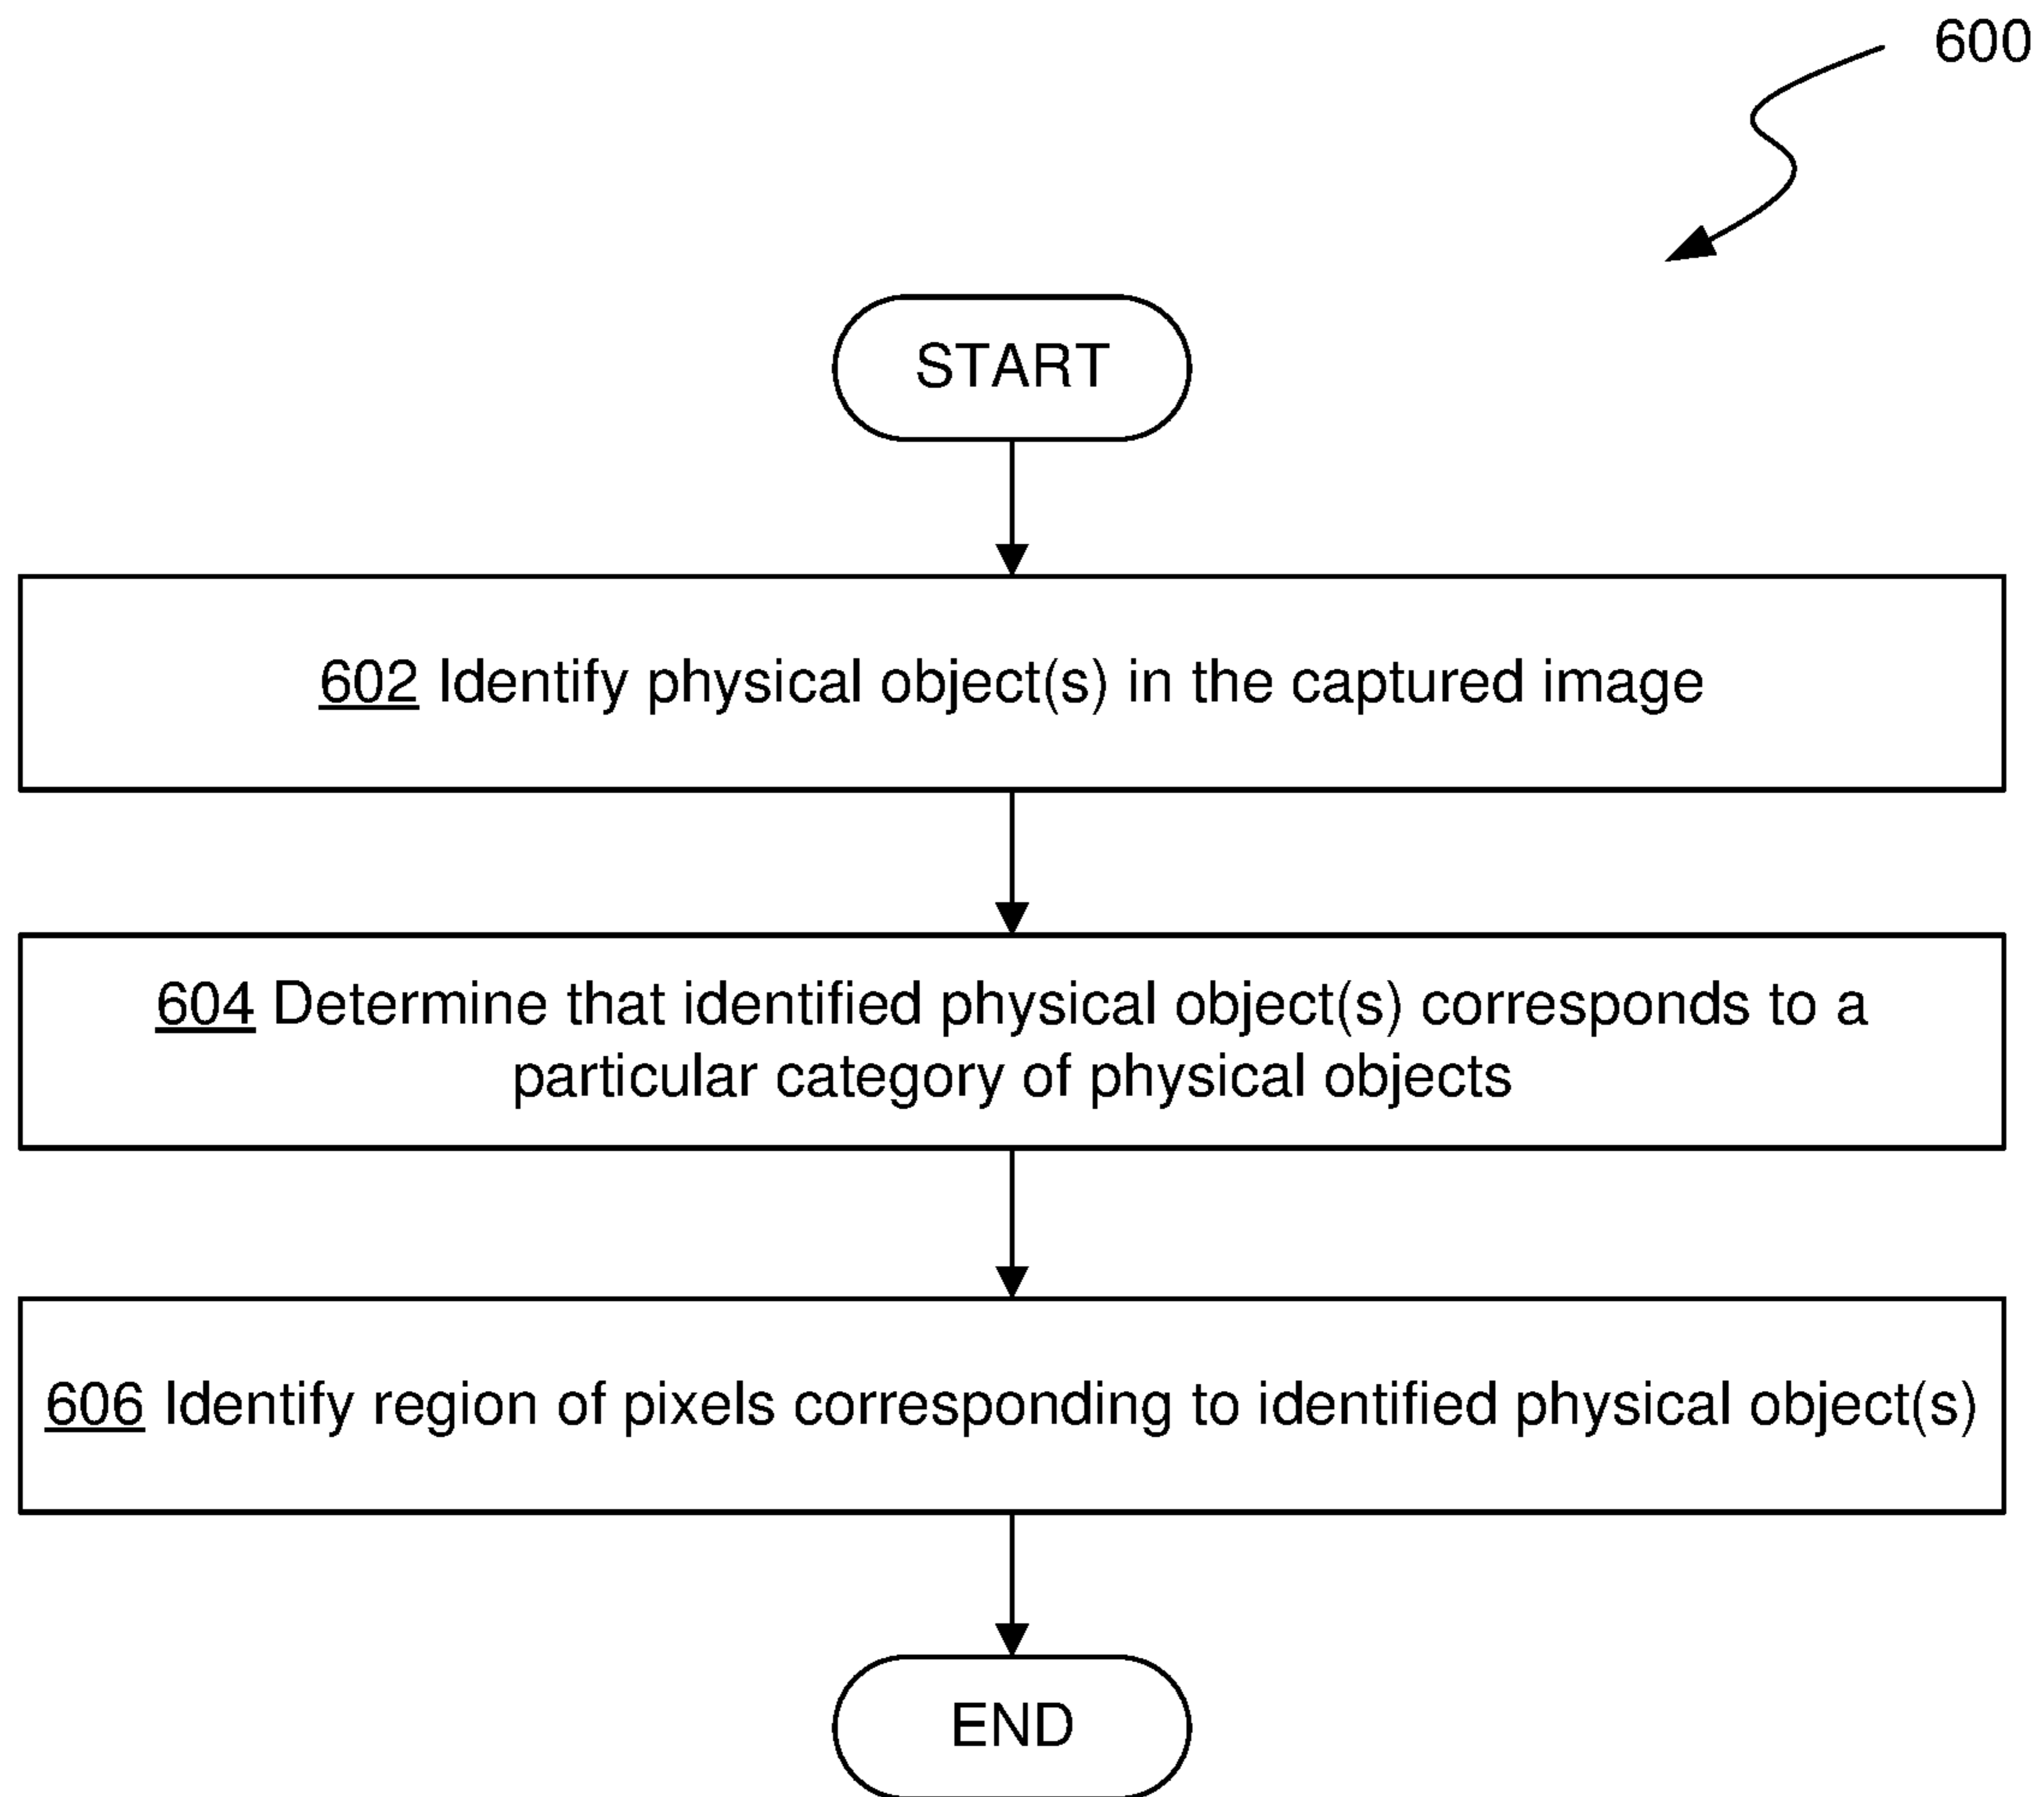 600
START
602 Identify physical object(s) in the captured image
604 Determine that identified physical object(s) corresponds to a
particular category of physical objects
606 Identify region of pixels corresponding to identified physical object(s)
END